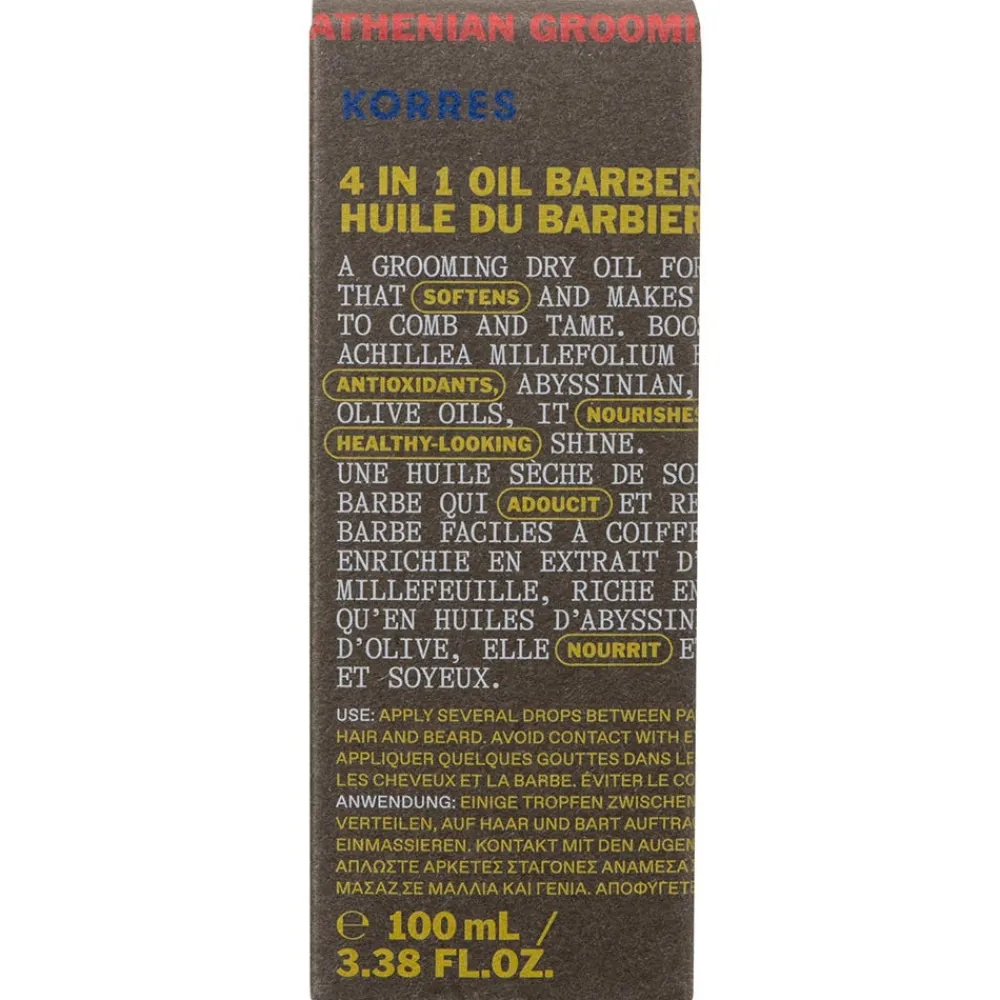 ATHENIAN GROOMI
KORRES
4 IN 1 OIL BARBER
HUILE DU BARBIER
A GROOMING DRY OIL FOR
THAT SOFTENS AND MAKES
TO COMB AND TAME. BOOS
ACHILLEA MILLEFOLIUM E
ANTIOXIDANTS, ABYSSINIAN,
OLIVE OILS, IT NOURISHES
HEALTHY-LOOKING SHINE.
UNE HUILE SÈCHE DE SO
BARBE QUI ADOUCIT ET RE
BARBE FACILES À COIFFE
ENRICHIE EN EXTRAIT D'
MILLEFEUILLE, RICHE EN
QU'EN HUILES D'ABYSSIN
D'OLIVE, ELLE NOURRIT E
ET SOYEUX.
USE: APPLY SEVERAL DROPS BETWEEN PA
HAIR AND BEARD. AVOID CONTACT WITH E
APPLIQUER QUELQUES GOUTTES DANS LE
LES CHEVEUX ET LA BARBE. ÉVITER LE CO
ANWENDUNG: EINIGE TROPFEN ZWISCHEN
VERTEILEN, AUF HAAR UND BART AUFTRA
EINMASSIEREN. KONTAKT MIT DEN AUGEN
ΑΠΛΩΣΤΕ ΑΡΚΕΤΕΣ ΣΤΑΓΟΝΕΣ ΑΝΑΜΕΣΑ
ΜΑΣΑΖ ΣΕ ΜΑΛΛΙΑ ΚΑΙ ΓΕΝΙΑ. ΑΠΟΦΥΓΕΤΕ
℮ 100 mL /
3.38 FL.OZ.